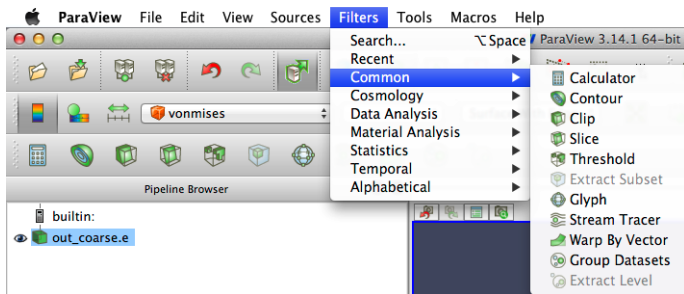 ParaView File Edit View Sources Filters Tools Macros Help
ParaView 3.14.1 64-bit
Search... ⌥Space
Recent
Common
Cosmology
Data Analysis
Material Analysis
Statistics
Temporal
Alphabetical
Calculator
Contour
Clip
Slice
Threshold
Extract Subset
Glyph
Stream Tracer
Warp By Vector
Group Datasets
Extract Level
vonmises
Pipeline Browser
builtin:
out_coarse.e